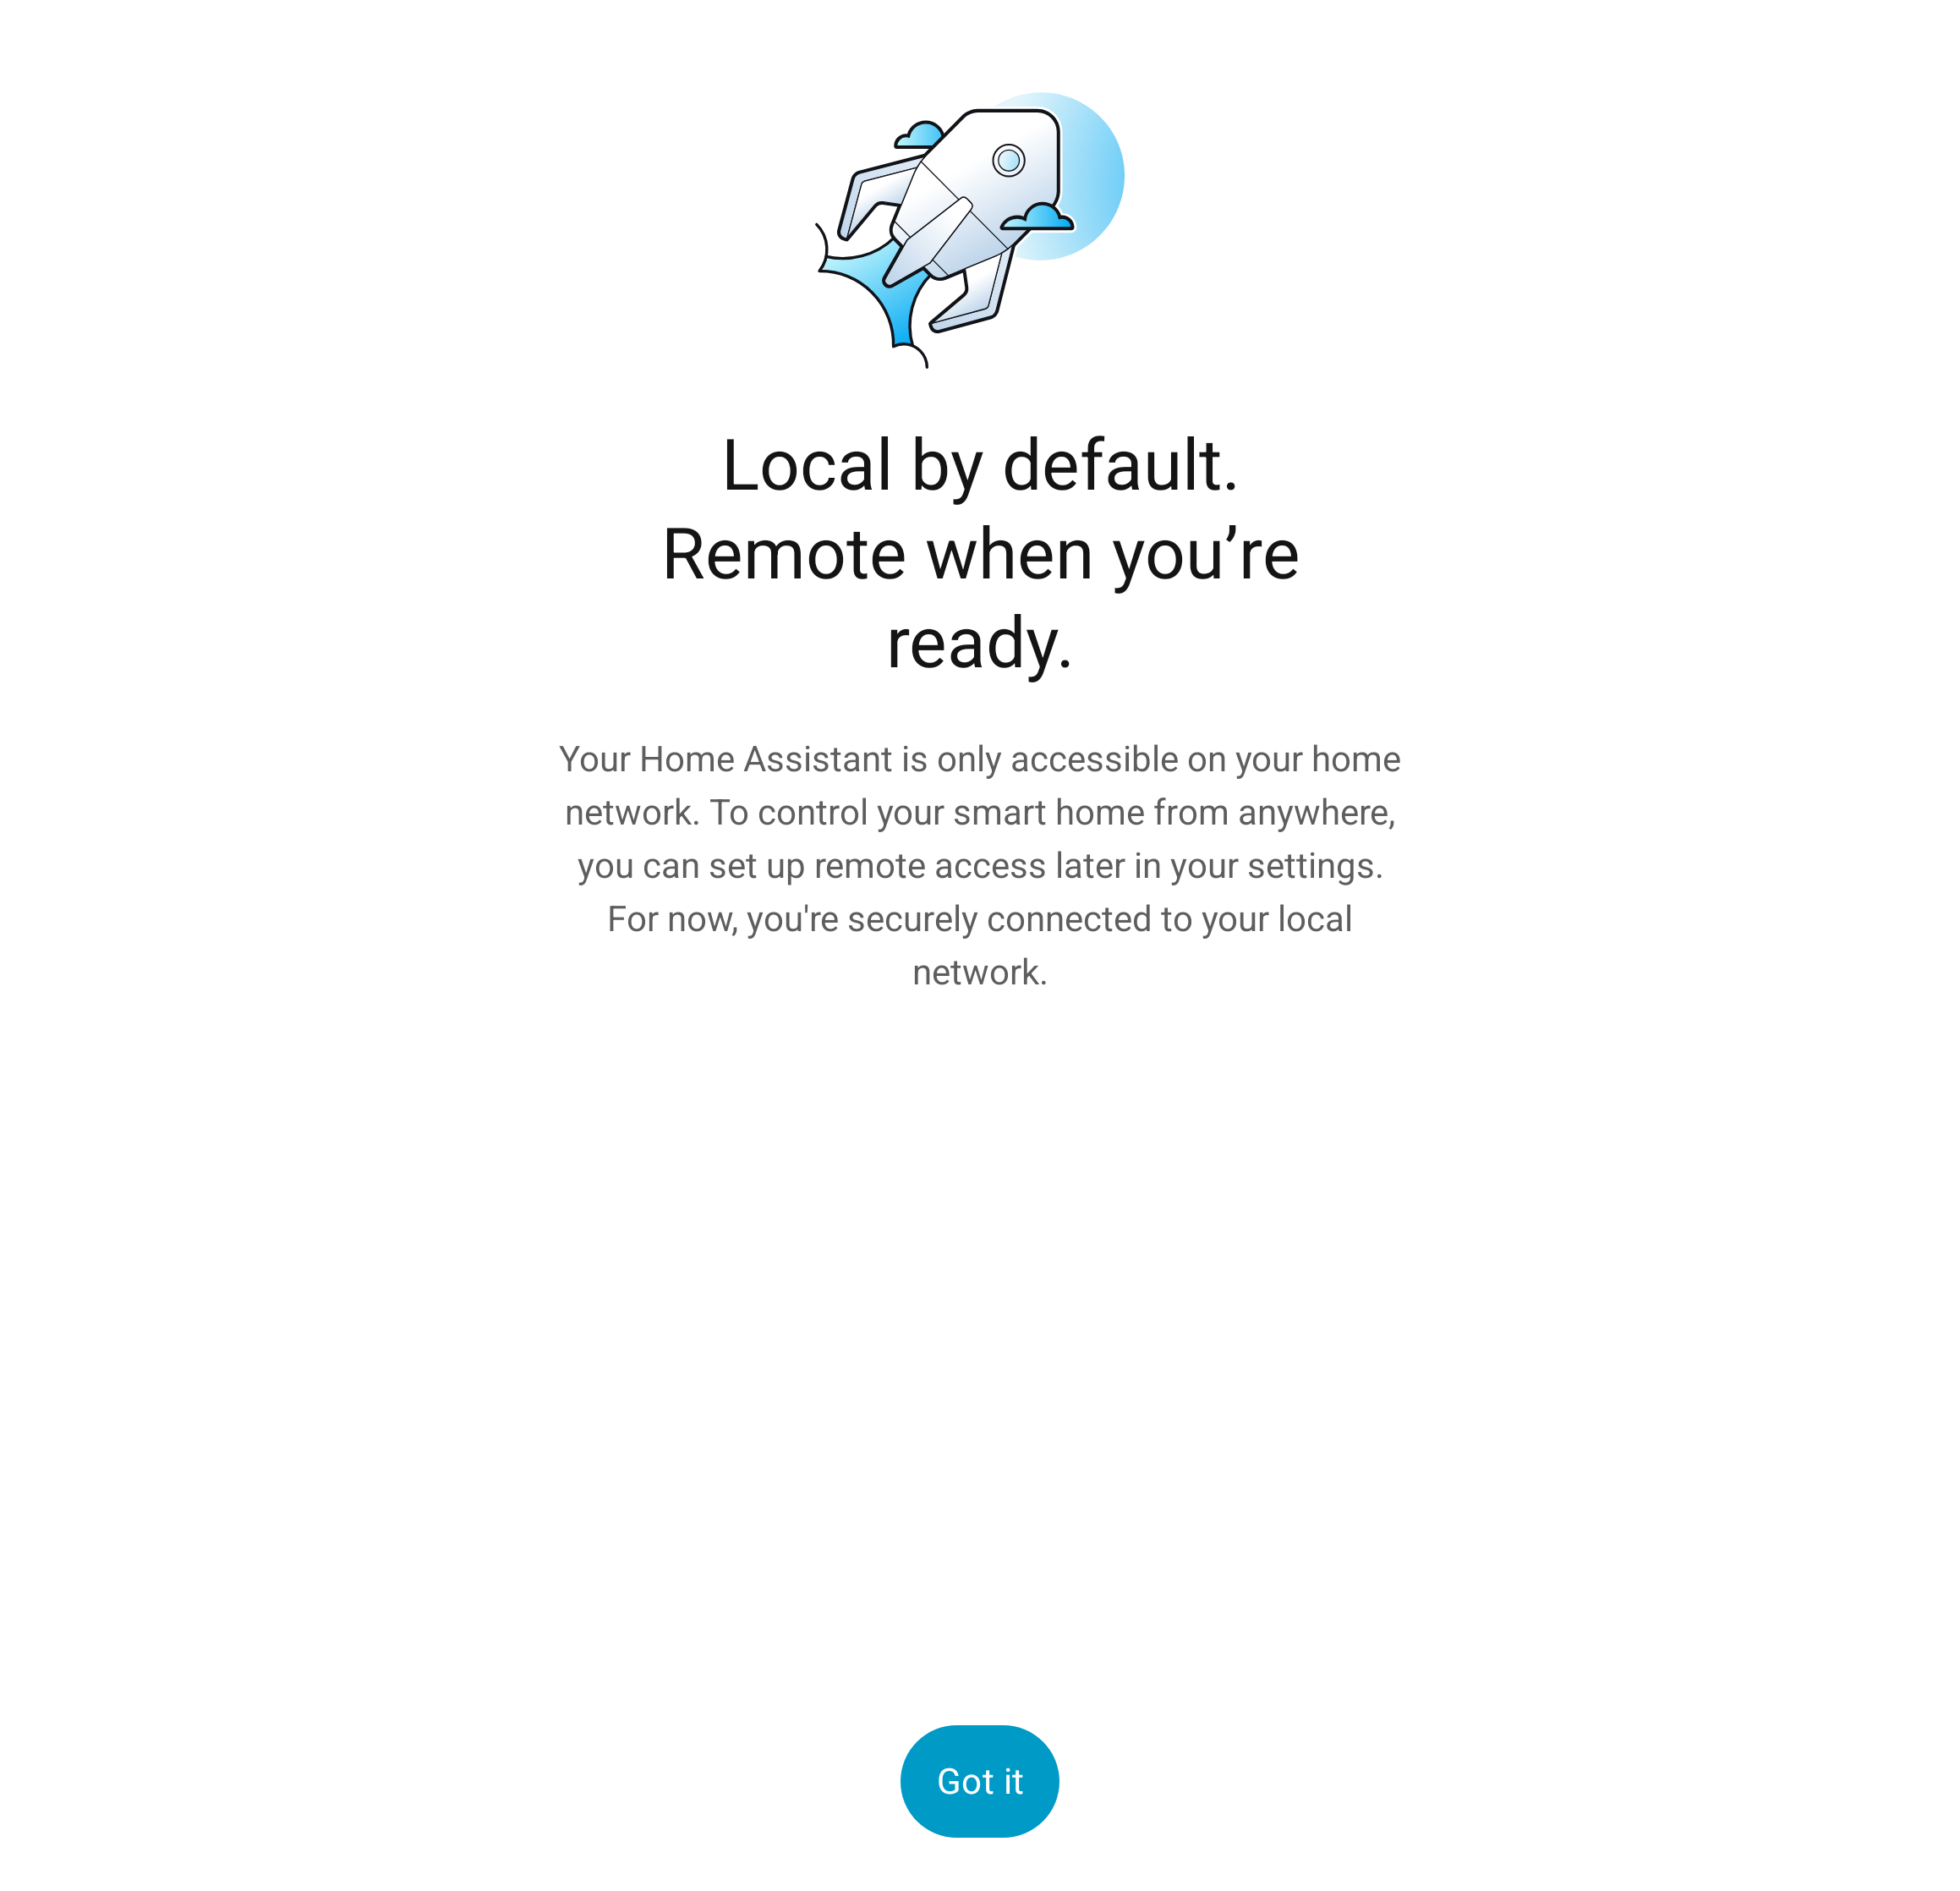 Local by default.
Remote when you’re
ready.
Your Home Assistant is only accessible on your home
network. To control your smart home from anywhere,
you can set up remote access later in your settings.
For now, you're securely connected to your local
network.
Got it